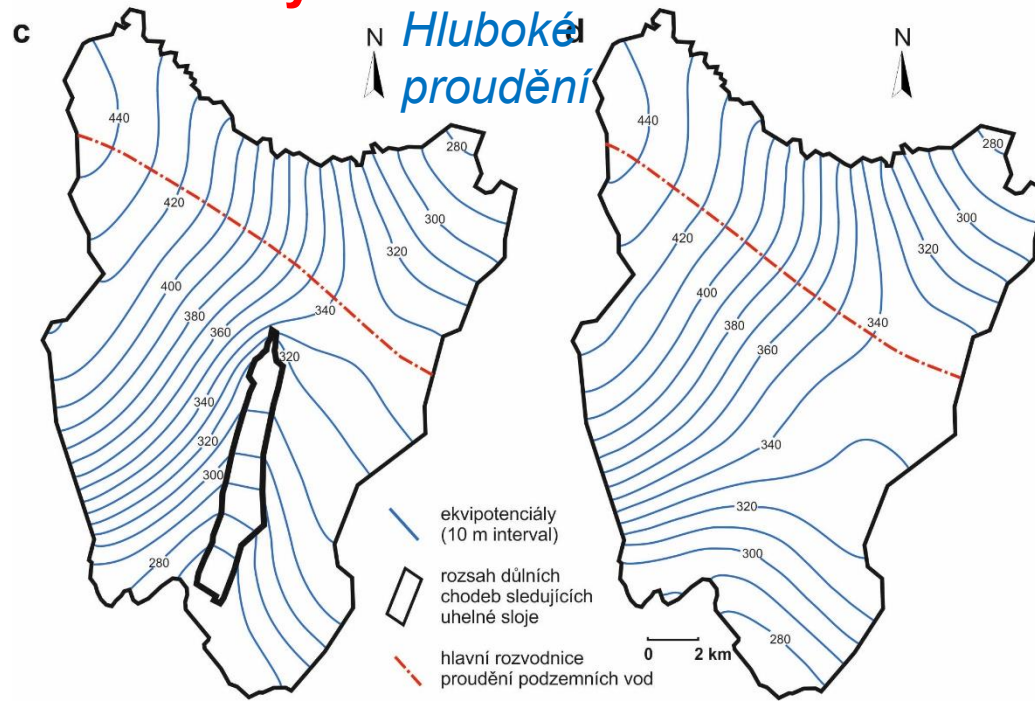 c
Hluboké
proudění
d
N
N
440
420
400
380
360
340
340
320
300
280
320
340
320
300
280
ekvipotenciály
(10 m interval)
rozsah důlních
chodeb sledujících
uhelné sloje
hlavní rozvodnice
proudění podzemních vod
0 2 km
420
400
380
360
340
340
320
300
280
320
300
280